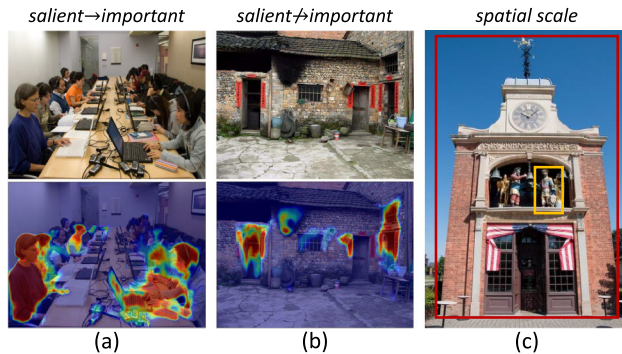 salient→important
salient↛important
spatial scale
(a)
(b)
(c)